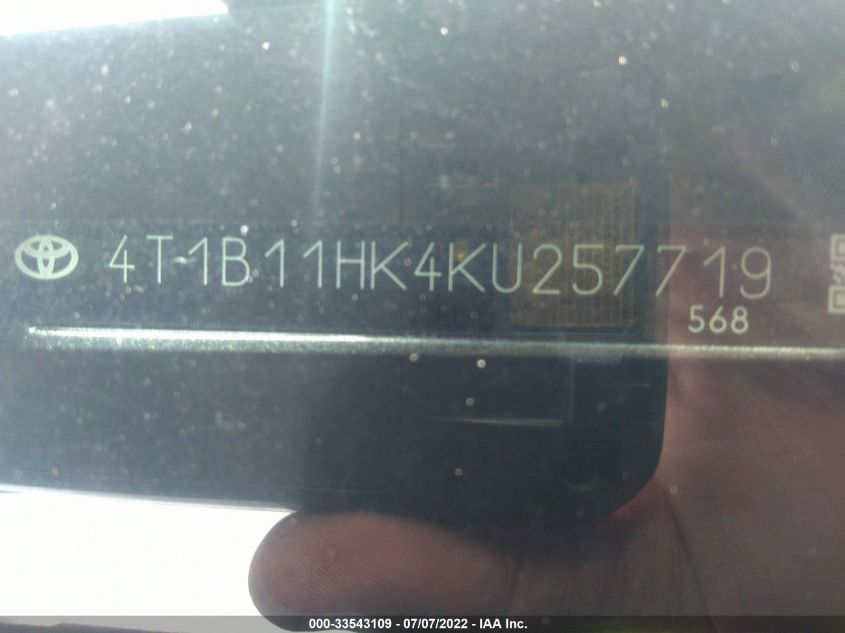 4T1B11HK4KU257719
568
000-33543109 - 07/07/2022 - IAA Inc.